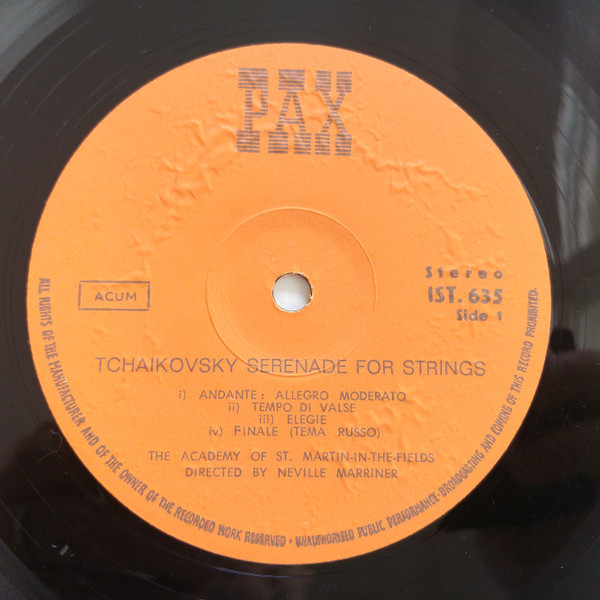 PAX
Stereo
ACUM
IST. 635
Side 1
TCHAIKOVSKY SERENADE FOR STRINGS
i) ANDANTE: ALLEGRO MODERATO
ii) TEMPO DI VALSE
iii) ELEGIE
iv) FINALE (TEMA RUSSO)
THE ACADEMY OF ST. MARTIN-IN-THE-FIELDS
DIRECTED BY NEVILLE MARRINER
ALL RIGHTS OF THE MANUFACTURER AND OF THE OWNER OF THE RECORDED WORK RESERVED • UNAUTHORISED PUBLIC PERFORMANCE • BROADCASTING AND COPYING OF THIS RECORD PROHIBITED.